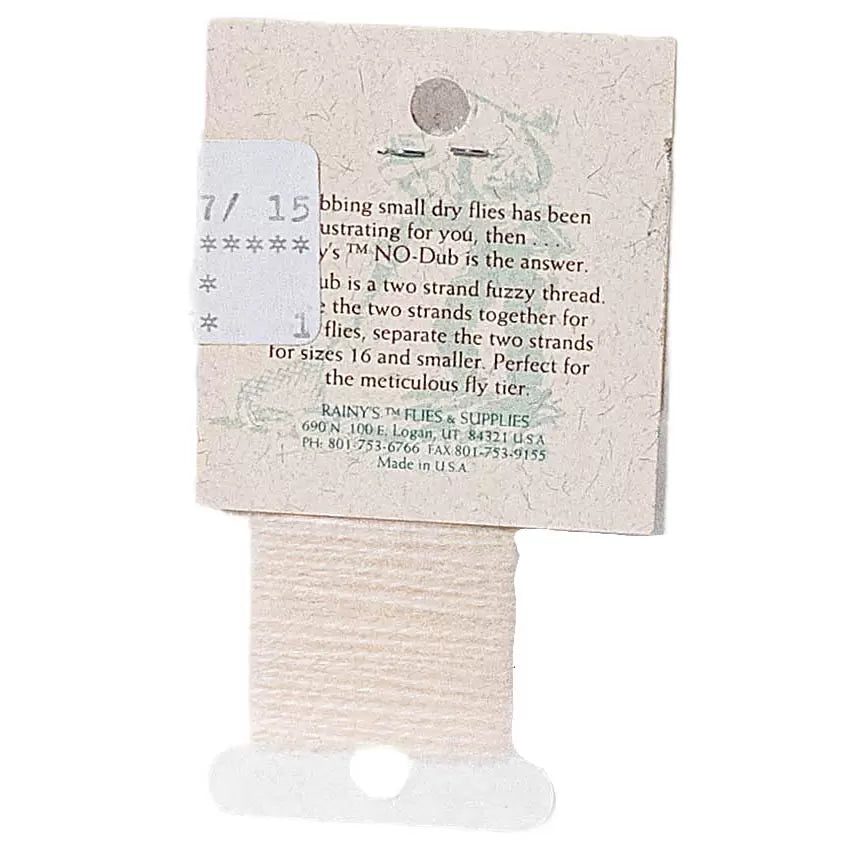 7/ 15
*****
*
* 1
bbing small dry flies has been
ustrating for you, then . . .
y's ™ NO-Dub is the answer.
ub is a two strand fuzzy thread.
e the two strands together for
flies, separate the two strands
for sizes 16 and smaller. Perfect for
the meticulous fly tier.
RAINY'S ™ FLIES & SUPPLIES
690 N 100 E, Logan, UT 84321 U S A
PH: 801-753-6766 FAX 801-753-9155
Made in U.S.A